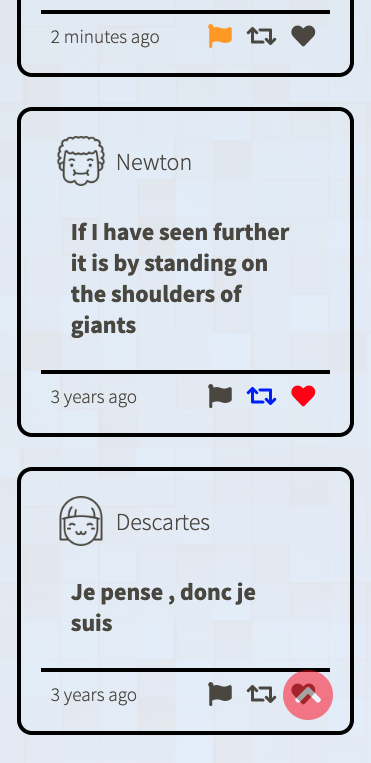 2 minutes ago
Newton
If I have seen further
it is by standing on
the shoulders of
giants
3 years ago
Descartes
Je pense , donc je
suis
3 years ago